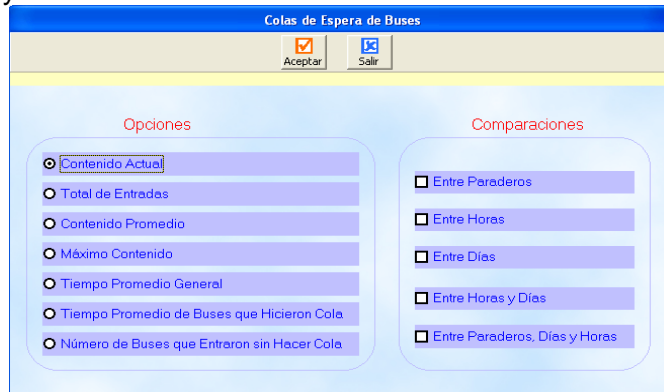 y
Colas de Espera de Buses
Aceptar
Salir
Opciones
Contenido Actual
Total de Entradas
Contenido Promedio
Máximo Contenido
Tiempo Promedio General
Tiempo Promedio de Buses que Hicieron Cola
Número de Buses que Entraron sin Hacer Cola
Comparaciones
Entre Paraderos
Entre Horas
Entre Días
Entre Horas y Días
Entre Paraderos, Días y Horas